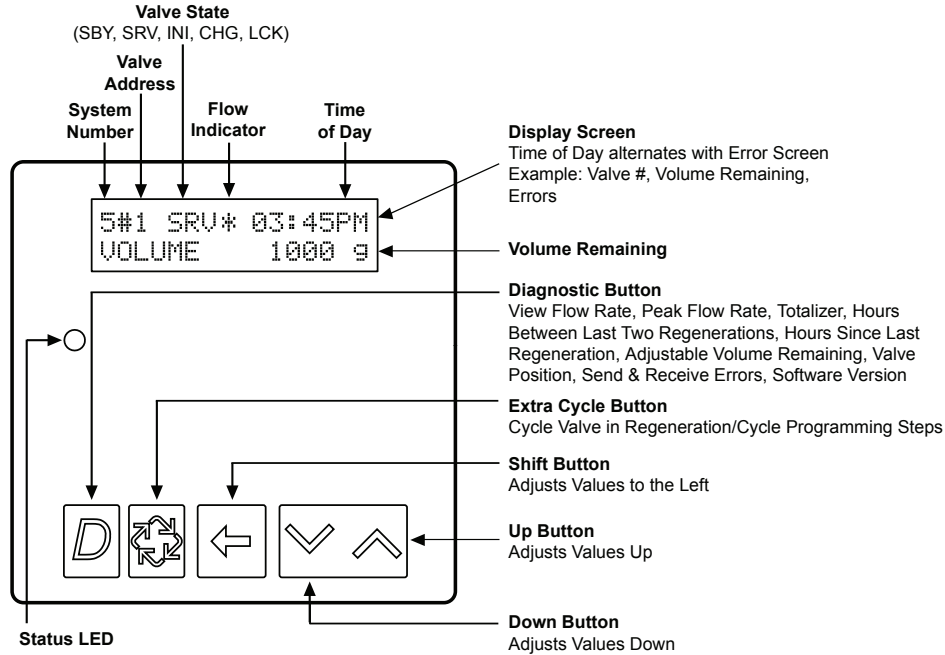 Valve State
(SBY, SRV, INI, CHG, LCK)
Valve
Address
System
Number
Flow
Indicator
Time
of Day
5#1 SRV* 03:45PM
VOLUME 1000 g
Display Screen
Time of Day alternates with Error Screen
Example: Valve #, Volume Remaining,
Errors
Volume Remaining
Diagnostic Button
View Flow Rate, Peak Flow Rate, Totalizer, Hours
Between Last Two Regenerations, Hours Since Last
Regeneration, Adjustable Volume Remaining, Valve
Position, Send & Receive Errors, Software Version
Extra Cycle Button
Cycle Valve in Regeneration/Cycle Programming Steps
Shift Button
Adjusts Values to the Left
D
Up Button
Adjusts Values Up
Down Button
Adjusts Values Down
Status LED